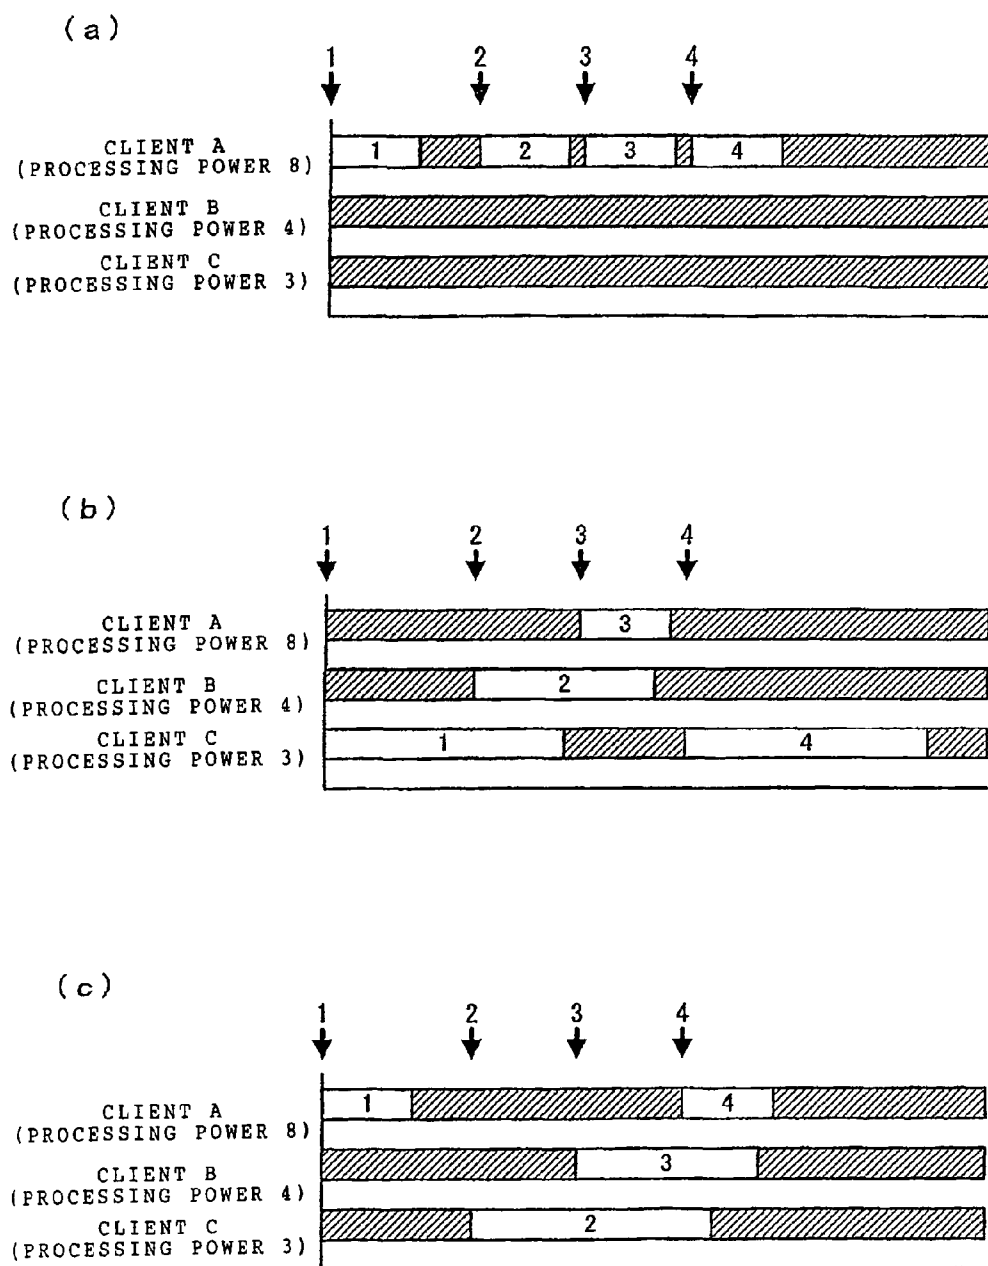 (a)
1 2 3 4
CLIENT A
(PROCESSING POWER 8)
1 2 3 4
CLIENT B
(PROCESSING POWER 4)
CLIENT C
(PROCESSING POWER 3)
(b)
1 2 3 4
CLIENT A
(PROCESSING POWER 8)
3
CLIENT B
(PROCESSING POWER 4)
2
CLIENT C
(PROCESSING POWER 3)
1 4
(c)
1 2 3 4
CLIENT A
(PROCESSING POWER 8)
1 4
CLIENT B
(PROCESSING POWER 4)
3
CLIENT C
(PROCESSING POWER 3)
2